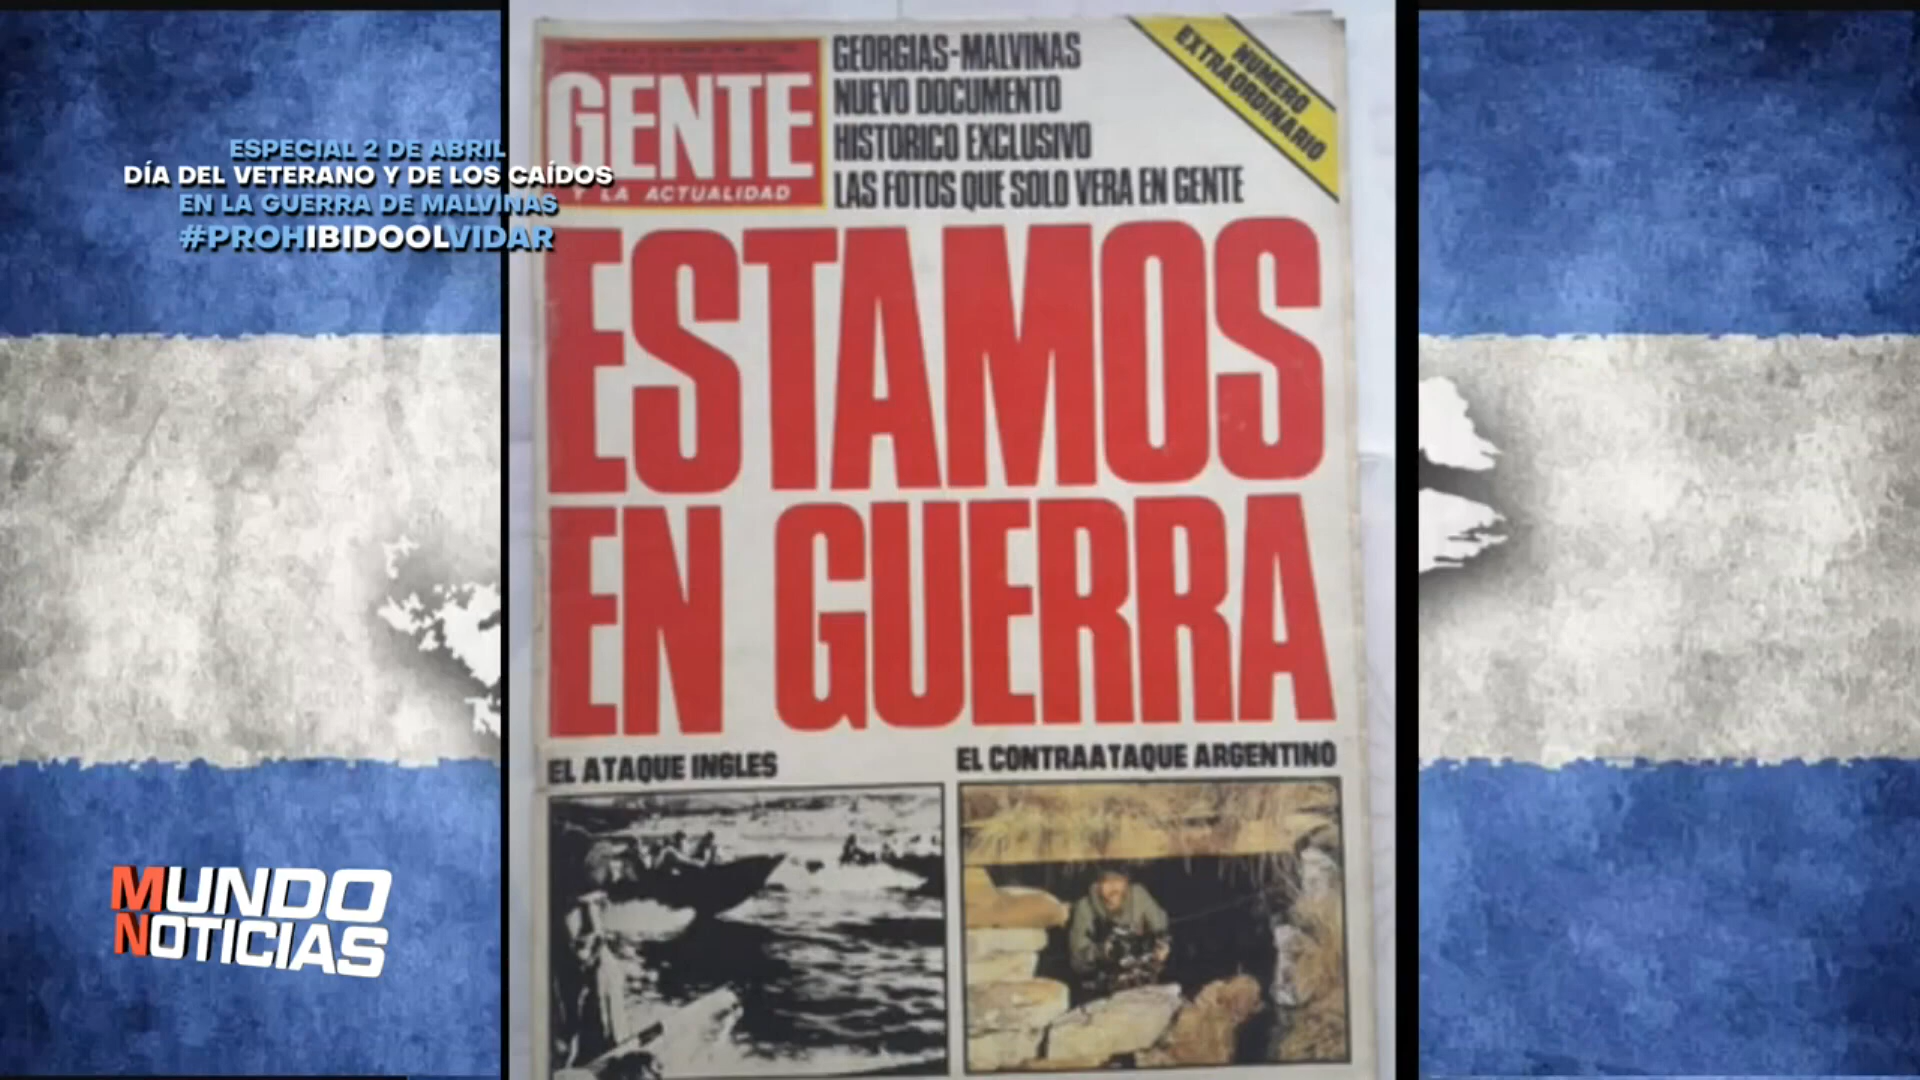 ESPECIAL 2 DE ABRIL
DÍA DEL VETERANO Y DE LOS CAÍDOS
EN LA GUERRA DE MALVINAS
#PROHIBIDOOLVIDAR
GENTE
Y LA ACTUALIDAD
GEORGIAS-MALVINAS
NUEVO DOCUMENTO
HISTORICO EXCLUSIVO
LAS FOTOS QUE SOLO VERA EN GENTE
NUMERO
EXTRAORDINARIO
ESTAMOS
EN GUERRA
EL ATAQUE INGLES
EL CONTRAATAQUE ARGENTINO
MUNDO
NOTICIAS